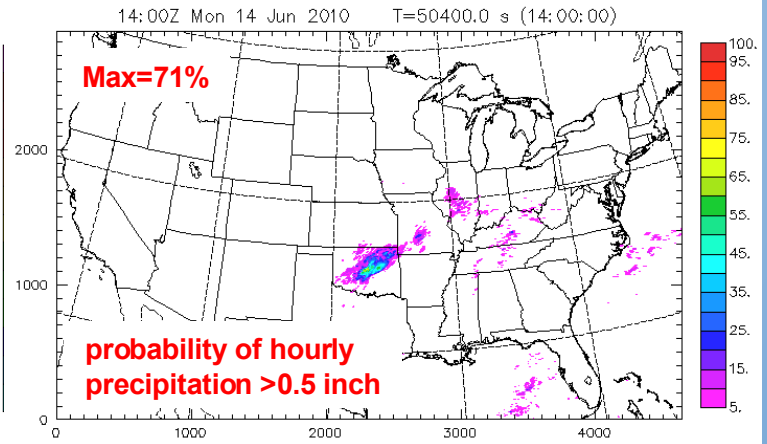 14:00Z Mon 14 Jun 2010 T=50400.0 s (14:00:00)
Max=71%
probability of hourly
precipitation >0.5 inch
2000
1000
0
0 1000 2000 3000 4000
100.
95.
85.
75.
65.
55.
45.
35.
25.
15.
5.